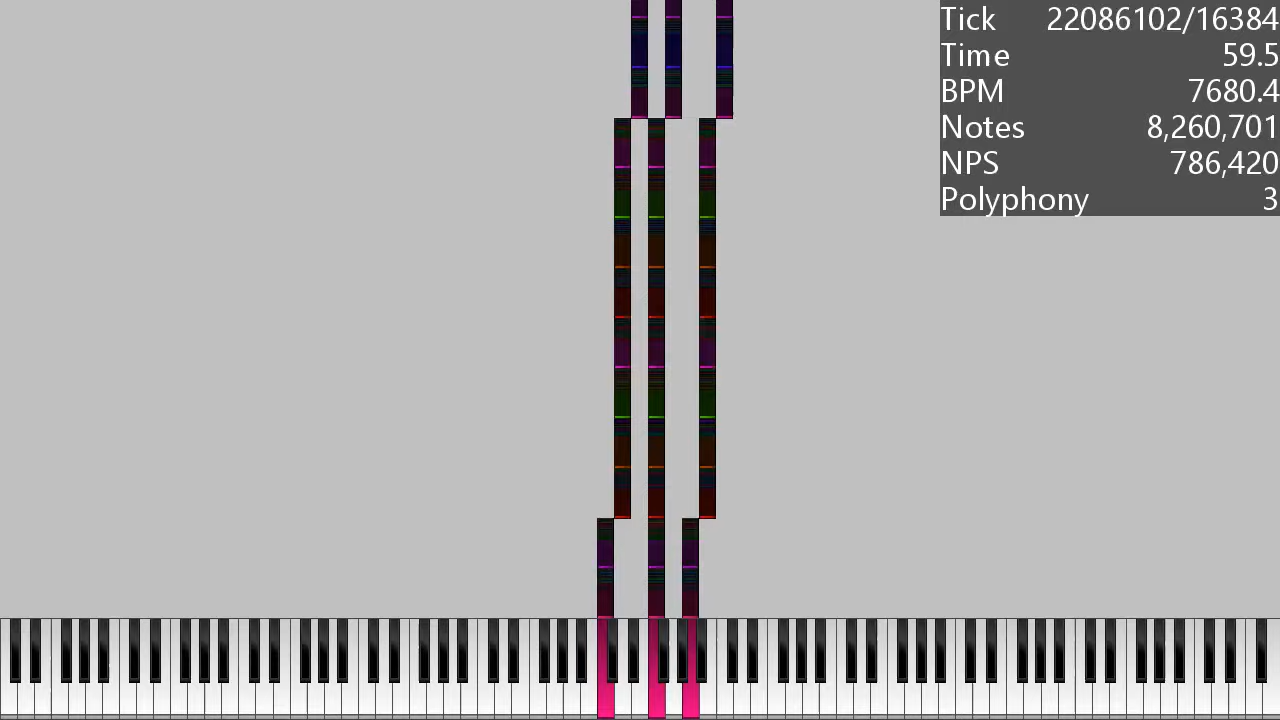 Tick 22086102/16384
Time 59.5
BPM 7680.4
Notes 8,260,701
NPS 786,420
Polyphony 3